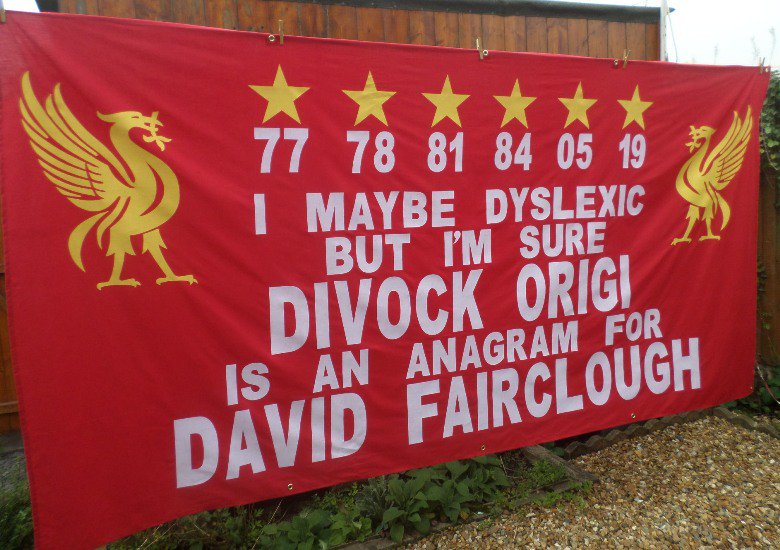 77 78 81 84 05 19
I MAYBE DYSLEXIC
BUT I'M SURE
DIVOCK ORIGI
IS AN ANAGRAM FOR
DAVID FAIRCLOUGH